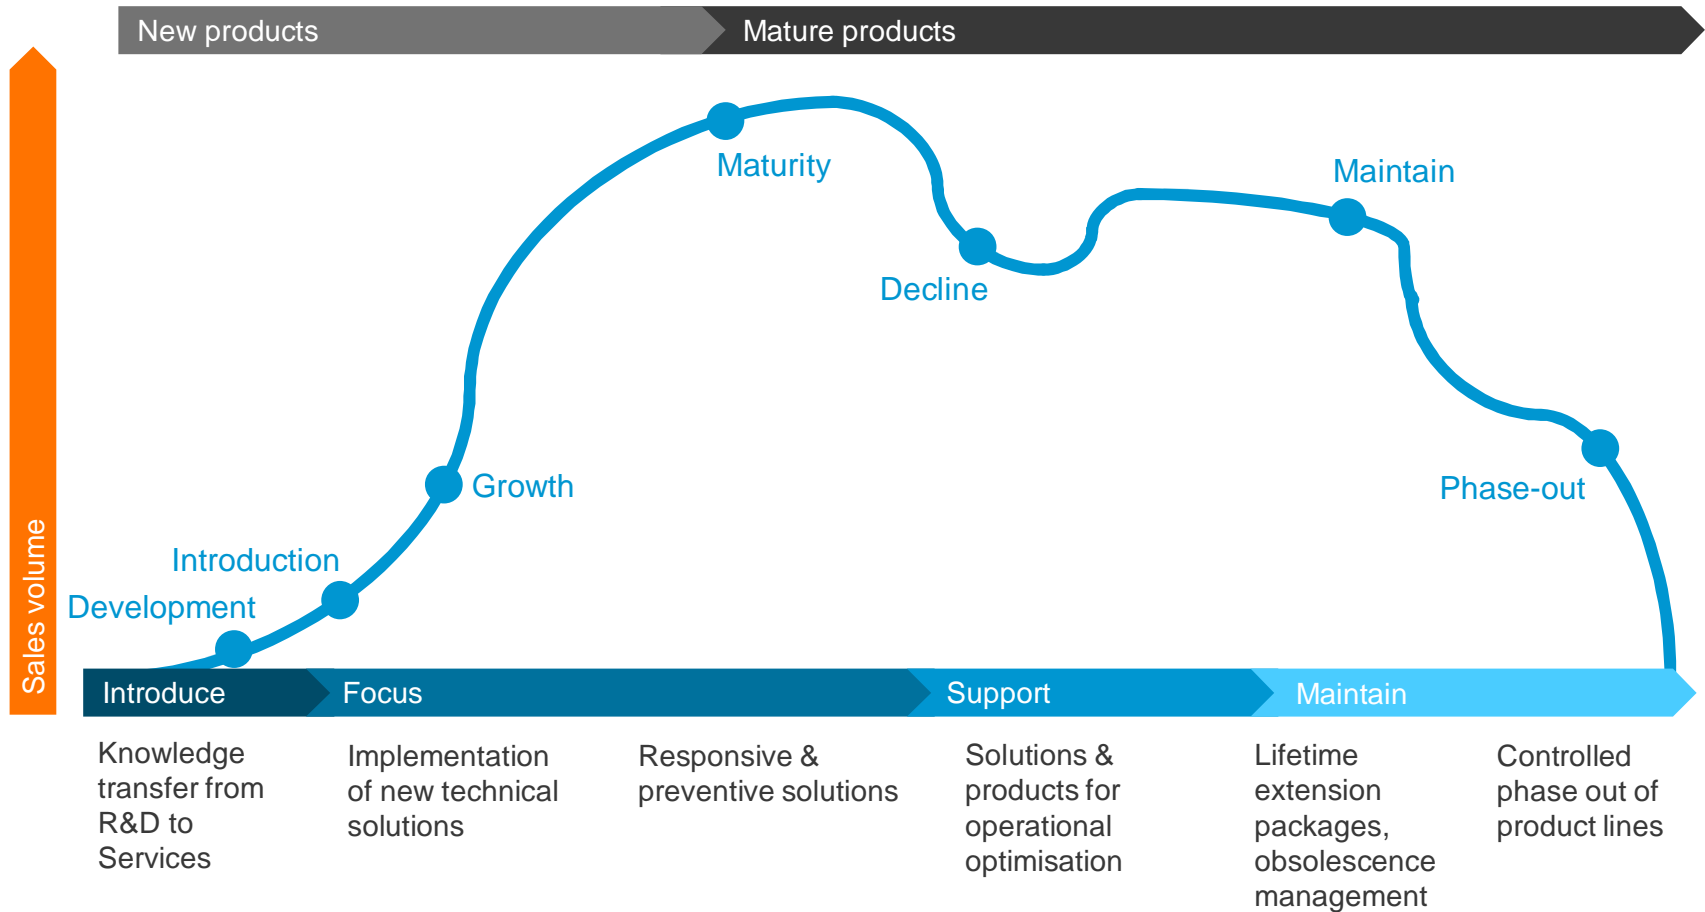 New products
Mature products
Sales volume
Maturity
Maintain
Decline
Growth
Phase-out
Introduction
Development
Introduce
Focus
Support
Maintain
Knowledge
transfer from
R&D to
Services
Implementation
of new technical
solutions
Responsive &
preventive solutions
Solutions &
products for
operational
optimisation
Lifetime
extension
packages,
obsolescence
management
Controlled
phase out of
product lines